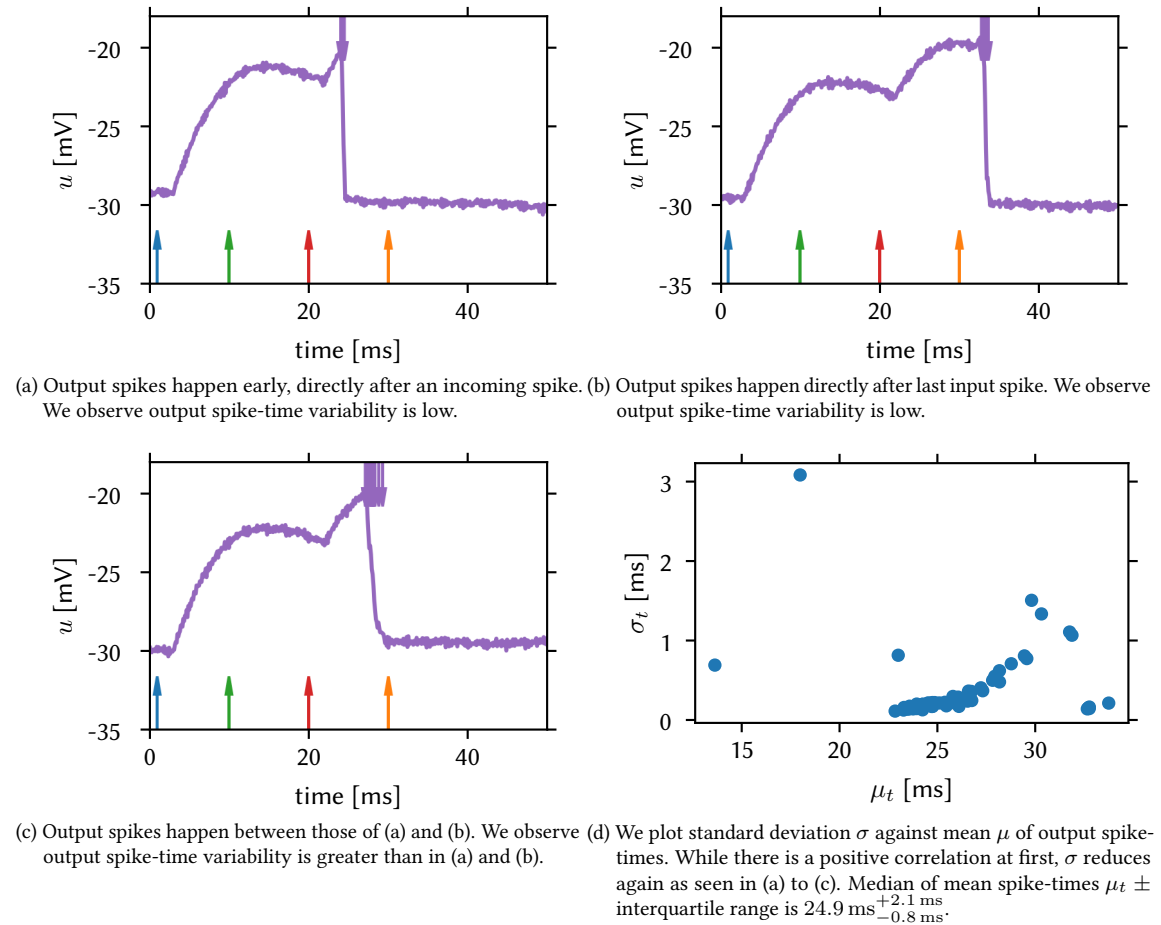 -20
-25
-30
-35
u [mV]
0
20
40
time [ms]
-20
-25
-30
-35
u [mV]
0
20
40
time [ms]
(a) Output spikes happen early, directly after an incoming spike.
We observe output spike-time variability is low.
(b) Output spikes happen directly after last input spike. We observe
output spike-time variability is low.
-20
-25
-30
-35
u [mV]
0
20
40
time [ms]
3
2
1
0
σt [ms]
15
20
25
30
μt [ms]
(c) Output spikes happen between those of (a) and (b). We observe
output spike-time variability is greater than in (a) and (b).
(d) We plot standard deviation σ against mean μ of output spike-
times. While there is a positive correlation at first, σ reduces
again as seen in (a) to (c). Median of mean spike-times μt ±
interquartile range is 24.9 ms +2.1 ms −0.8 ms.